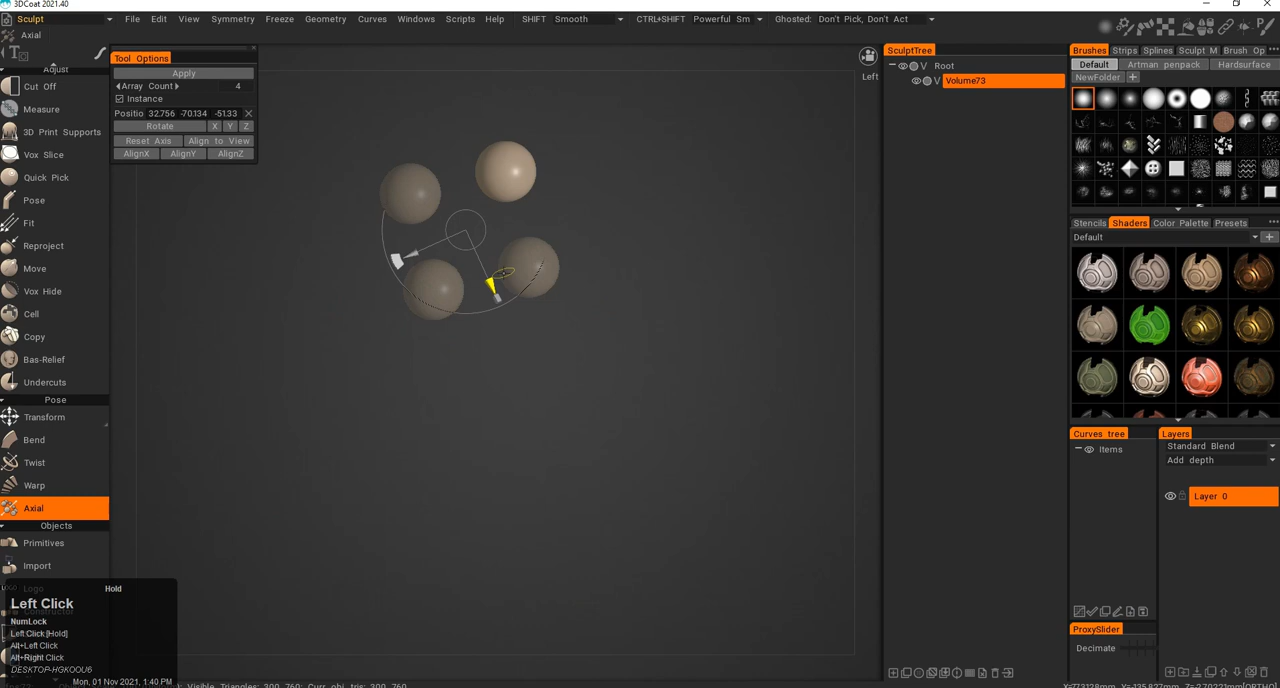 3DCoat 2021.40
Sculpt
File Edit View Symmetry Freeze Geometry Curves Windows Scripts Help SHIFT Smooth CTRL+SHIFT Powerful Sm Ghosted: Don't Pick, Don't Act
Axial
Adjust
Cut Off
Measure
3D Print Supports
Vox Slice
Quick Pick
Pose
Fit
Reproject
Move
Vox Hide
Cell
Copy
Bas-Relief
Undercuts
Pose
Transform
Bend
Twist
Warp
Axial
Objects
Primitives
Import
Tool Options
Apply
Array Count 4
Instance
Positio 32.756 -70.134 -51.33
Rotate X Y Z
Reset Axis Align to View
AlignX AlignY AlignZ
Left
SculptTree
Root
V Volume73
Brushes Strips Splines Sculpt M Brush Op
Default Artman penpack Hardsurface
NewFolder
Stencils Shaders Color Palette Presets
Default
Curves tree
Items
Layers
Standard Blend
Add depth
Layer 0
ProxySlider
Decimate
Hold
Left Click
NumLock
Left Click [Hold]
Alt+Left Click
Alt+Right Click
DESKTOP-HGKOOU6
Mon. 01 Nov 2021, 1:40 PM